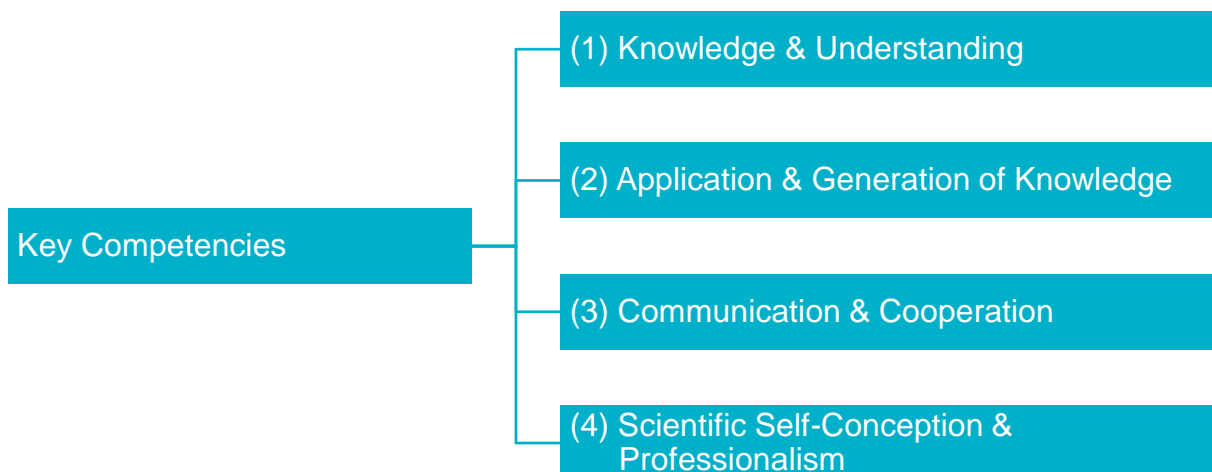 (1) Knowledge & Understanding
(2) Application & Generation of Knowledge
Key Competencies
(3) Communication & Cooperation
(4) Scientific Self-Conception &
Professionalism